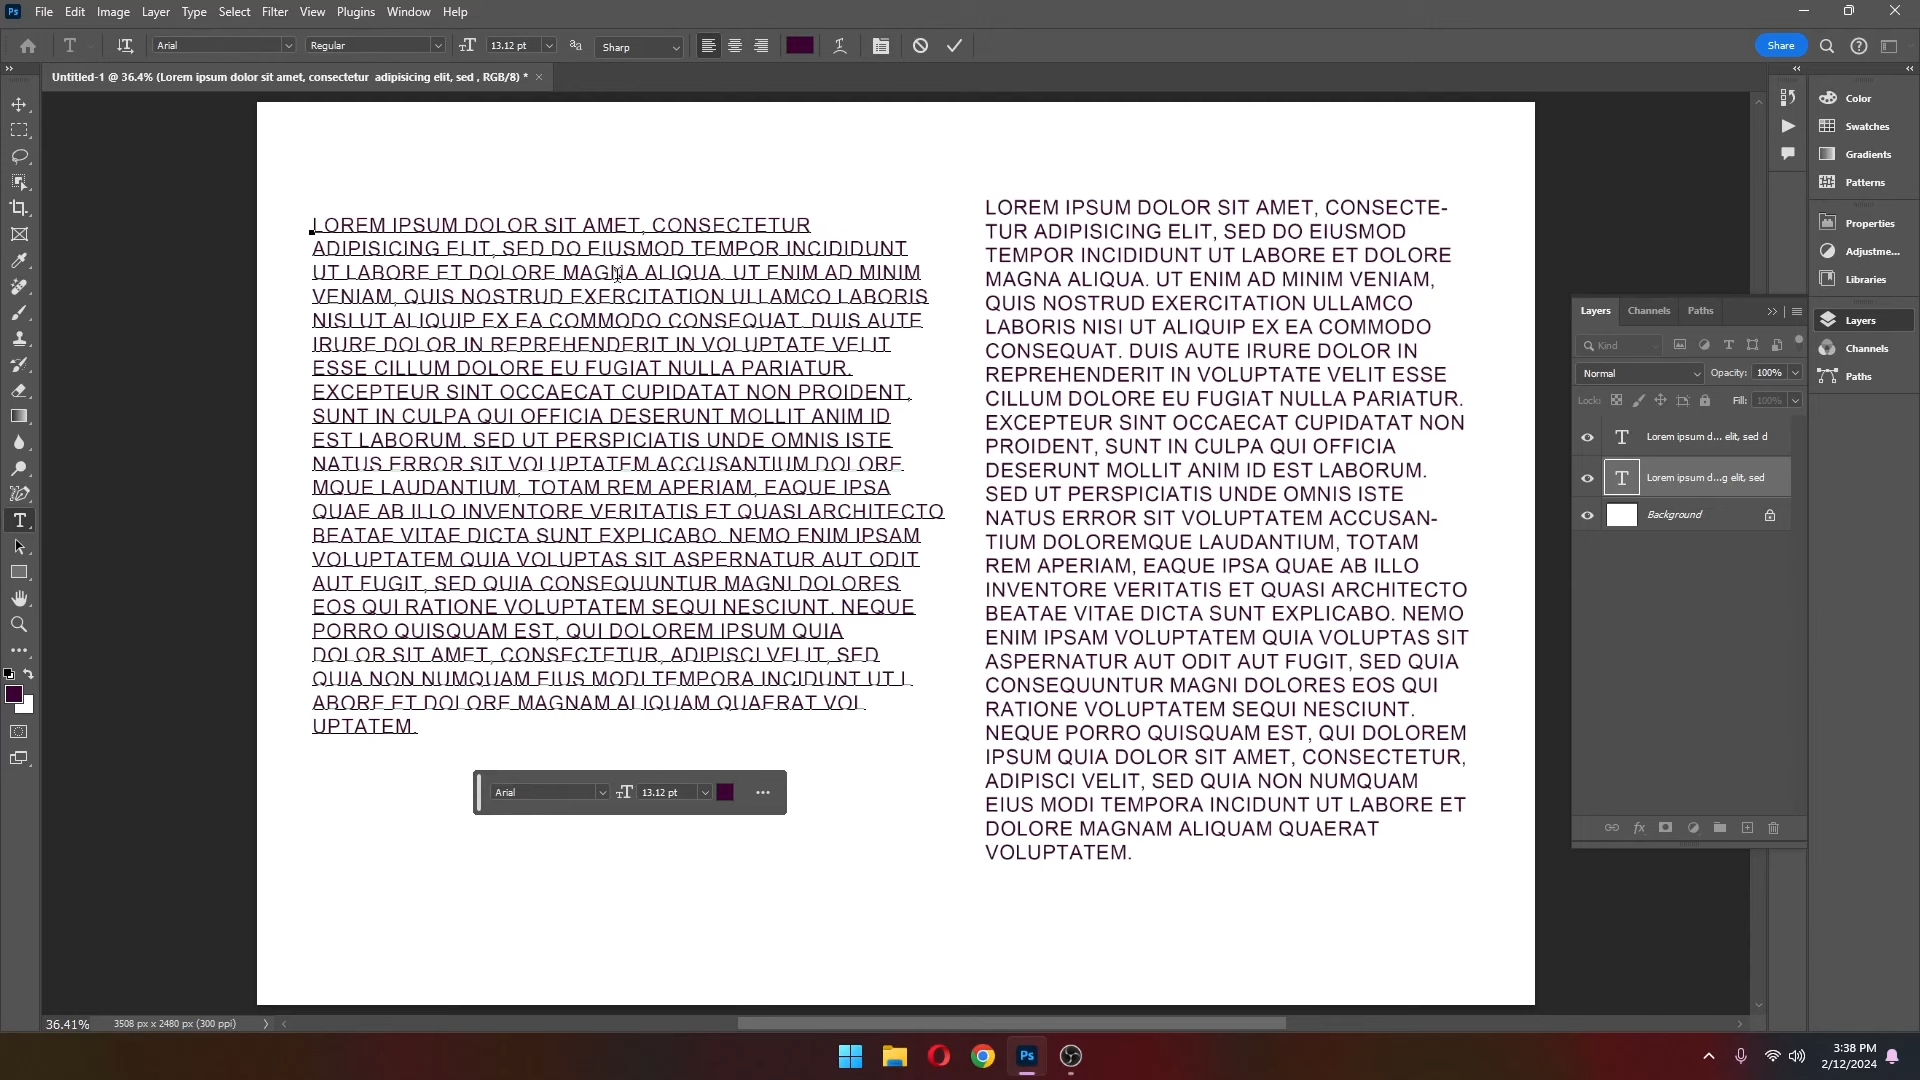 Ps File Edit Image Layer Type Select Filter View Plugins Window Help
T Arial Regular 13.12 pt aa Sharp Share
Untitled-1 @ 36.4% (Lorem ipsum dolor sit amet, consectetur adipisicing elit, sed , RGB/8) *
LOREM IPSUM DOLOR SIT AMET, CONSECTETUR
ADIPISICING ELIT, SED DO EIUSMOD TEMPOR INCIDIDUNT
UT LABORE ET DOLORE MAGNA ALIQUA. UT ENIM AD MINIM
VENIAM, QUIS NOSTRUD EXERCITATION ULLAMCO LABORIS
NISI UT ALIQUIP EX EA COMMODO CONSEQUAT. DUIS AUTE
IRURE DOLOR IN REPREHENDERIT IN VOLUPTATE VELIT
ESSE CILLUM DOLORE EU FUGIAT NULLA PARIATUR.
EXCEPTEUR SINT OCCAECAT CUPIDATAT NON PROIDENT,
SUNT IN CULPA QUI OFFICIA DESERUNT MOLLIT ANIM ID
EST LABORUM. SED UT PERSPICIATIS UNDE OMNIS ISTE
NATUS ERROR SIT VOLUPTATEM ACCUSANTIUM DOLORE
MQUE LAUDANTIUM, TOTAM REM APERIAM, EAQUE IPSA
QUAE AB ILLO INVENTORE VERITATIS ET QUASI ARCHITECTO
BEATAE VITAE DICTA SUNT EXPLICABO. NEMO ENIM IPSAM
VOLUPTATEM QUIA VOLUPTAS SIT ASPERNATUR AUT ODIT
AUT FUGIT, SED QUIA CONSEQUUNTUR MAGNI DOLORES
EOS QUI RATIONE VOLUPTATEM SEQUI NESCIUNT. NEQUE
PORRO QUISQUAM EST, QUI DOLOREM IPSUM QUIA
DOLOR SIT AMET, CONSECTETUR, ADIPISCI VELIT, SED
QUIA NON NUMQUAM EIUS MODI TEMPORA INCIDUNT UT L
ABORE ET DOLORE MAGNAM ALIQUAM QUAERAT VOL
UPTATEM.
Arial 13.12 pt
LOREM IPSUM DOLOR SIT AMET, CONSECTE-
TUR ADIPISICING ELIT, SED DO EIUSMOD
TEMPOR INCIDIDUNT UT LABORE ET DOLORE
MAGNA ALIQUA. UT ENIM AD MINIM VENIAM,
QUIS NOSTRUD EXERCITATION ULLAMCO
LABORIS NISI UT ALIQUIP EX EA COMMODO
CONSEQUAT. DUIS AUTE IRURE DOLOR IN
REPREHENDERIT IN VOLUPTATE VELIT ESSE
CILLUM DOLORE EU FUGIAT NULLA PARIATUR.
EXCEPTEUR SINT OCCAECAT CUPIDATAT NON
PROIDENT, SUNT IN CULPA QUI OFFICIA
DESERUNT MOLLIT ANIM ID EST LABORUM.
SED UT PERSPICIATIS UNDE OMNIS ISTE
NATUS ERROR SIT VOLUPTATEM ACCUSAN-
TIUM DOLOREMQUE LAUDANTIUM, TOTAM
REM APERIAM, EAQUE IPSA QUAE AB ILLO
INVENTORE VERITATIS ET QUASI ARCHITECTO
BEATAE VITAE DICTA SUNT EXPLICABO. NEMO
ENIM IPSAM VOLUPTATEM QUIA VOLUPTAS SIT
ASPERNATUR AUT ODIT AUT FUGIT, SED QUIA
CONSEQUUNTUR MAGNI DOLORES EOS QUI
RATIONE VOLUPTATEM SEQUI NESCIUNT.
NEQUE PORRO QUISQUAM EST, QUI DOLOREM
IPSUM QUIA DOLOR SIT AMET, CONSECTETUR,
ADIPISCI VELIT, SED QUIA NON NUMQUAM
EIUS MODI TEMPORA INCIDUNT UT LABORE ET
DOLORE MAGNAM ALIQUAM QUAERAT
VOLUPTATEM.
Layers Channels Paths
Kind
Normal Opacity: 100%
Lock: Fill: 100%
T Lorem ipsum d... elit, sed d
T Lorem ipsum d...g elit, sed
Background
Color
Swatches
Gradients
Patterns
Properties
Adjustme...
Libraries
Layers
Channels
Paths
36.41% 3508 px x 2480 px (300 ppi)
Ps
3:38 PM
2/12/2024